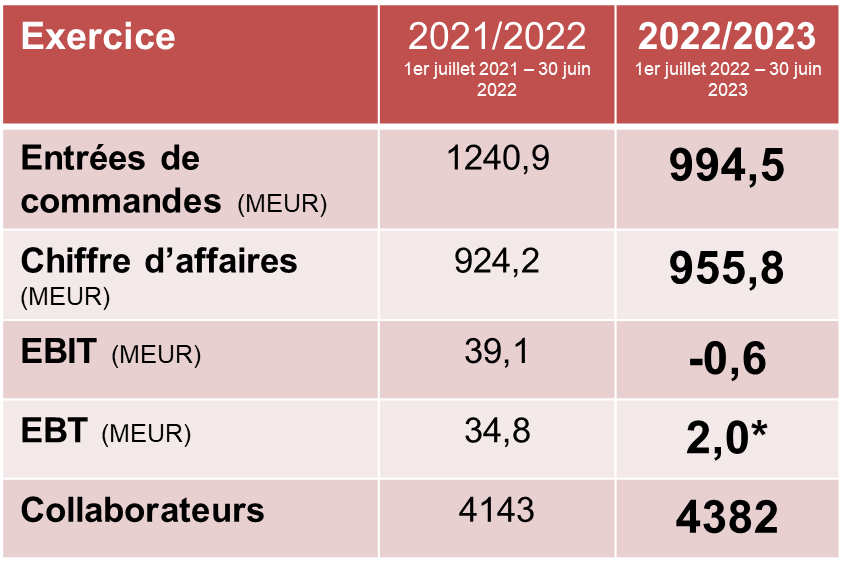 Exercice
2021/2022
1er juillet 2021 – 30 juin
2022
2022/2023
1er juillet 2022 – 30 juin
2023
Entrées de
commandes (MEUR)
1240,9
994,5
Chiffre d’affaires
(MEUR)
924,2
955,8
EBIT (MEUR)
39,1
-0,6
EBT (MEUR)
34,8
2,0*
Collaborateurs
4143
4382